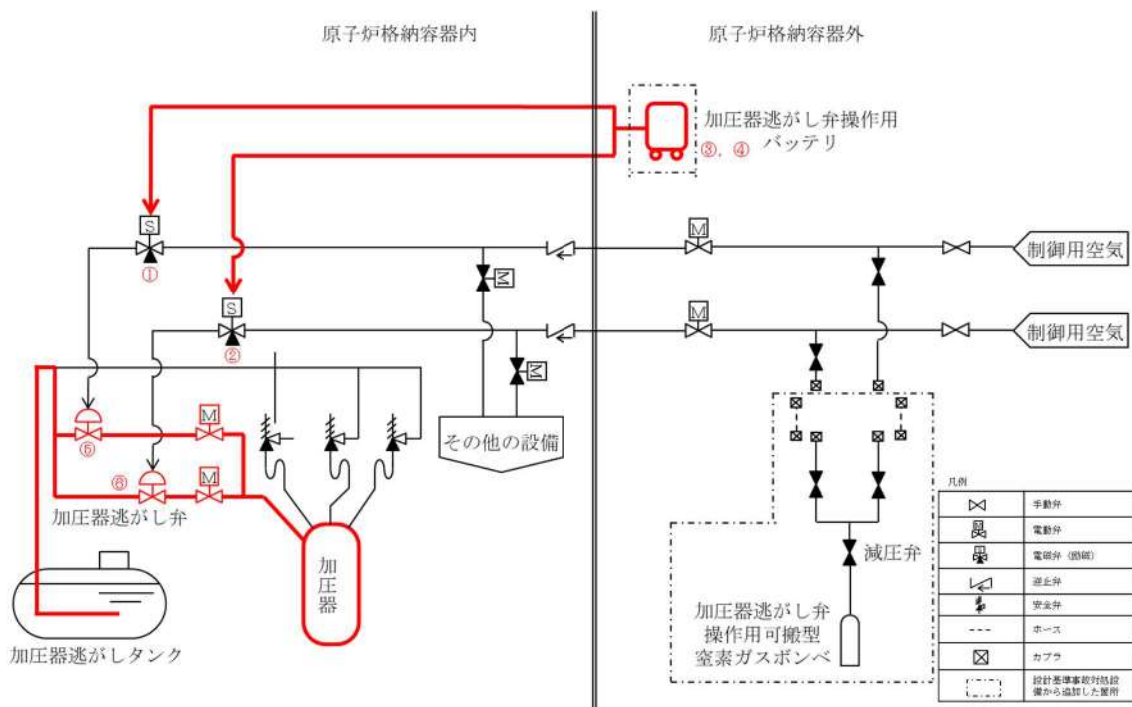 原子炉格納容器内
原子炉格納容器外
加圧器逃がし弁操作用
バッテリ
③, ④
S
①
M
制御用空気
M
S
②
M
制御用空気
M
M
⑥
M
その他の設備
⑧
M
加圧器逃がし弁
加圧器
加圧器逃がしタンク
減圧弁
加圧器逃がし弁
操作用可搬型
窒素ガスボンベ
凡例
手動弁
電動弁
電磁弁（励磁）
逆止弁
安全弁
ホース
カプラ
設計基準事故対処設
備から追加した箇所